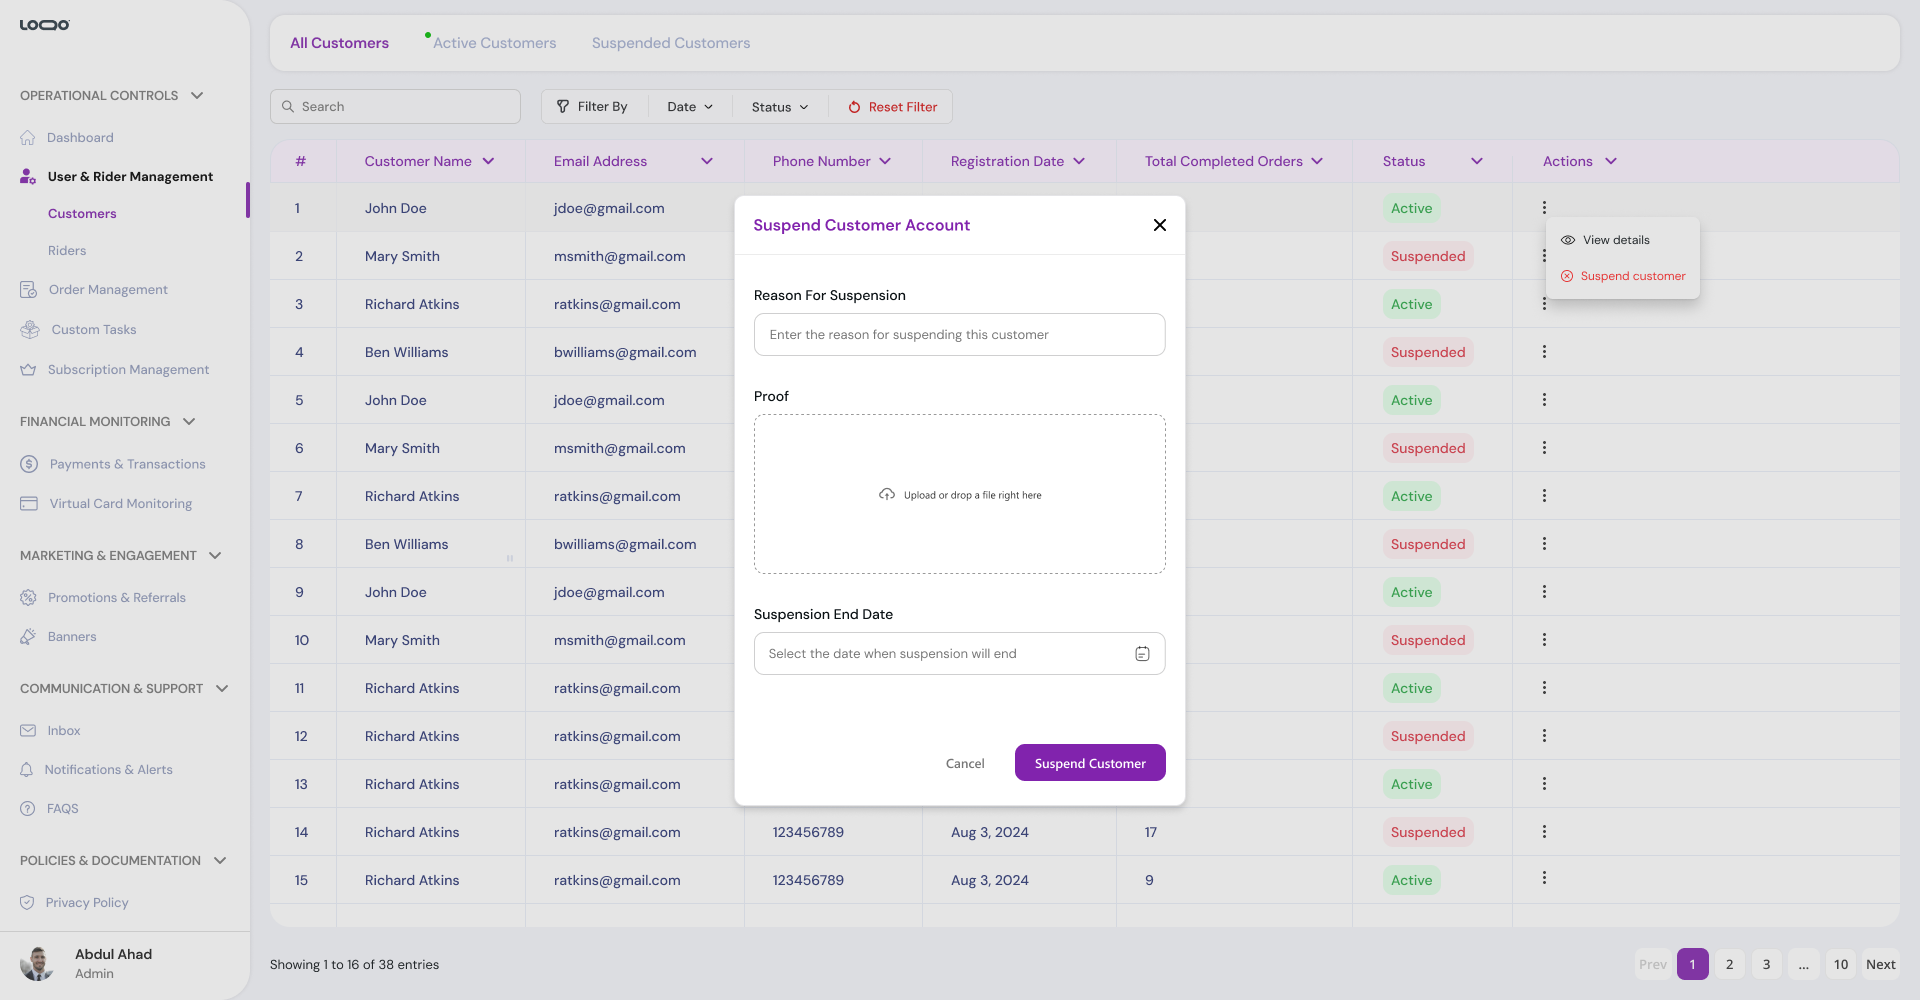 LOQO
OPERATIONAL CONTROLS
Dashboard
User & Rider Management
Customers
Riders
Order Management
Custom Tasks
Subscription Management
FINANCIAL MONITORING
Payments & Transactions
Virtual Card Monitoring
MARKETING & ENGAGEMENT
Promotions & Referrals
Banners
COMMUNICATION & SUPPORT
Inbox
Notifications & Alerts
FAQS
POLICIES & DOCUMENTATION
Privacy Policy
Abdul Ahad
Admin
All Customers Active Customers Suspended Customers
Search Filter By Date Status Reset Filter
# Customer Name Email Address Phone Number Registration Date Total Completed Orders Status Actions
1 John Doe jdoe@gmail.com Active
2 Mary Smith msmith@gmail.com Suspended
3 Richard Atkins ratkins@gmail.com Active
4 Ben Williams bwilliams@gmail.com Suspended
5 John Doe jdoe@gmail.com Active
6 Mary Smith msmith@gmail.com Suspended
7 Richard Atkins ratkins@gmail.com Active
8 Ben Williams bwilliams@gmail.com Suspended
9 John Doe jdoe@gmail.com Active
10 Mary Smith msmith@gmail.com Suspended
11 Richard Atkins ratkins@gmail.com Active
12 Richard Atkins ratkins@gmail.com Suspended
13 Richard Atkins ratkins@gmail.com Active
14 Richard Atkins ratkins@gmail.com 123456789 Aug 3, 2024 17 Suspended
15 Richard Atkins ratkins@gmail.com 123456789 Aug 3, 2024 9 Active
View details
Suspend customer
Suspend Customer Account
Reason For Suspension
Enter the reason for suspending this customer
Proof
Upload or drop a file right here
Suspension End Date
Select the date when suspension will end
Cancel Suspend Customer
Showing 1 to 16 of 38 entries
Prev 1 2 3 ... 10 Next